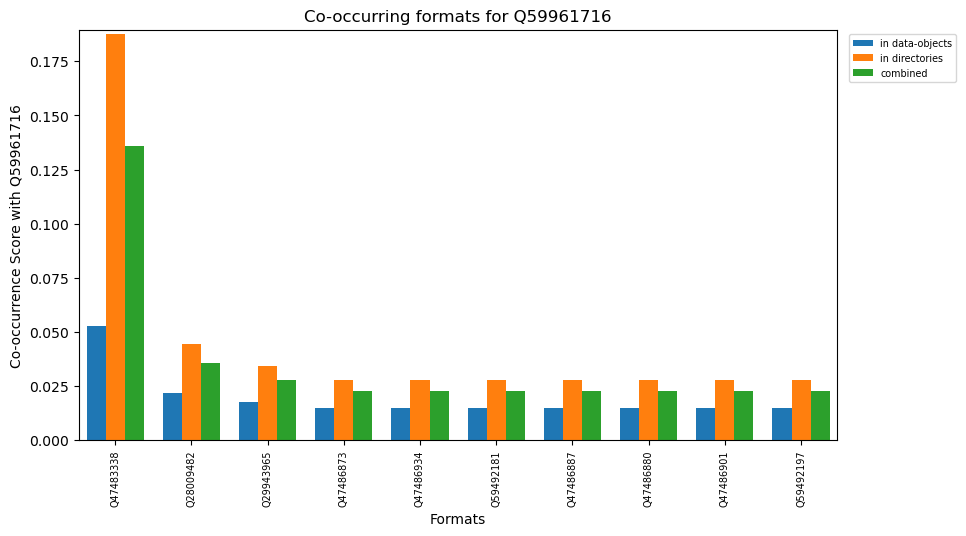 Co-occurring formats for Q59961716
in data-objects
in directories
combined
Co-occurrence Score with Q59961716
0.175
0.150
0.125
0.100
0.075
0.050
0.025
0.000
Q47483338
Q28009482
Q29943965
Q47486873
Q47486934
Q59492181
Q47486887
Q47486880
Q47486901
Q59492197
Formats